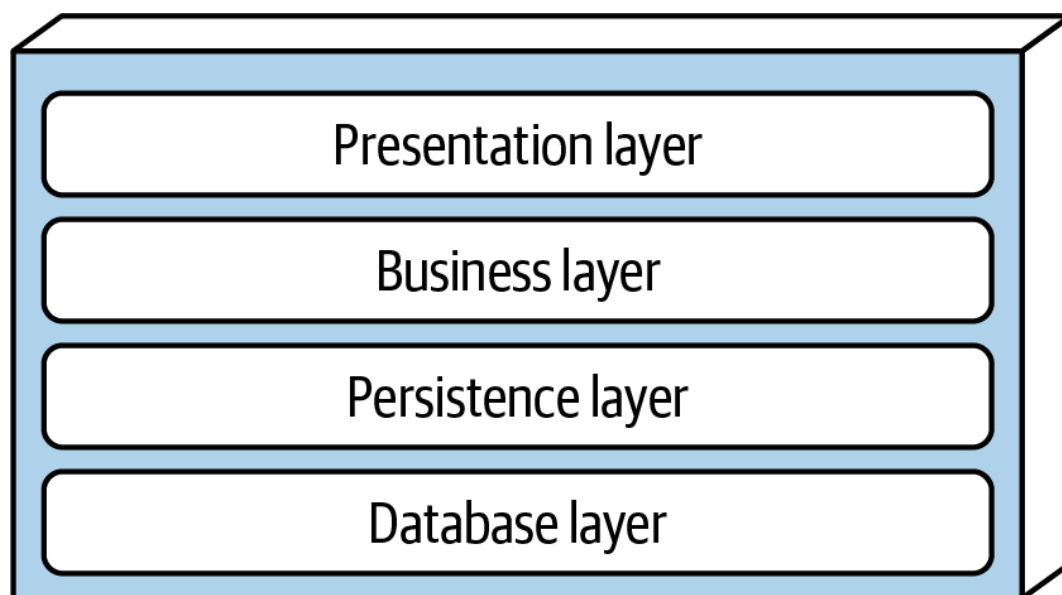 Presentation layer
Business layer
Persistence layer
Database layer